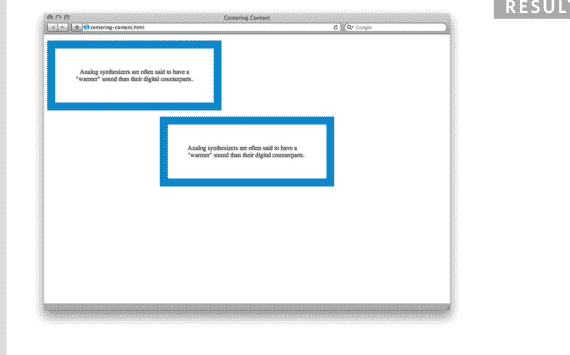 RESULT
Centering Content
centering-content.html
Google
Analog synthesizers are often said to have a
"warmer" sound than their digital counterparts.
Analog synthesizers are often said to have a
"warmer" sound than their digital counterparts.